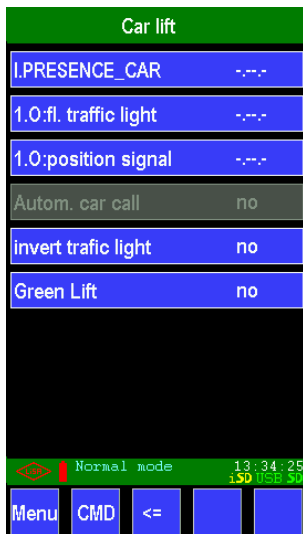 Car lift
I.PRESENCE_CAR -.--.-
1.O:fl. traffic light -.--.-
1.O:position signal -.--.-
Autom. car call no
invert trafic light no
Green Lift no
Normal mode 13:34:25
iSD USB SD
Menu CMD <=